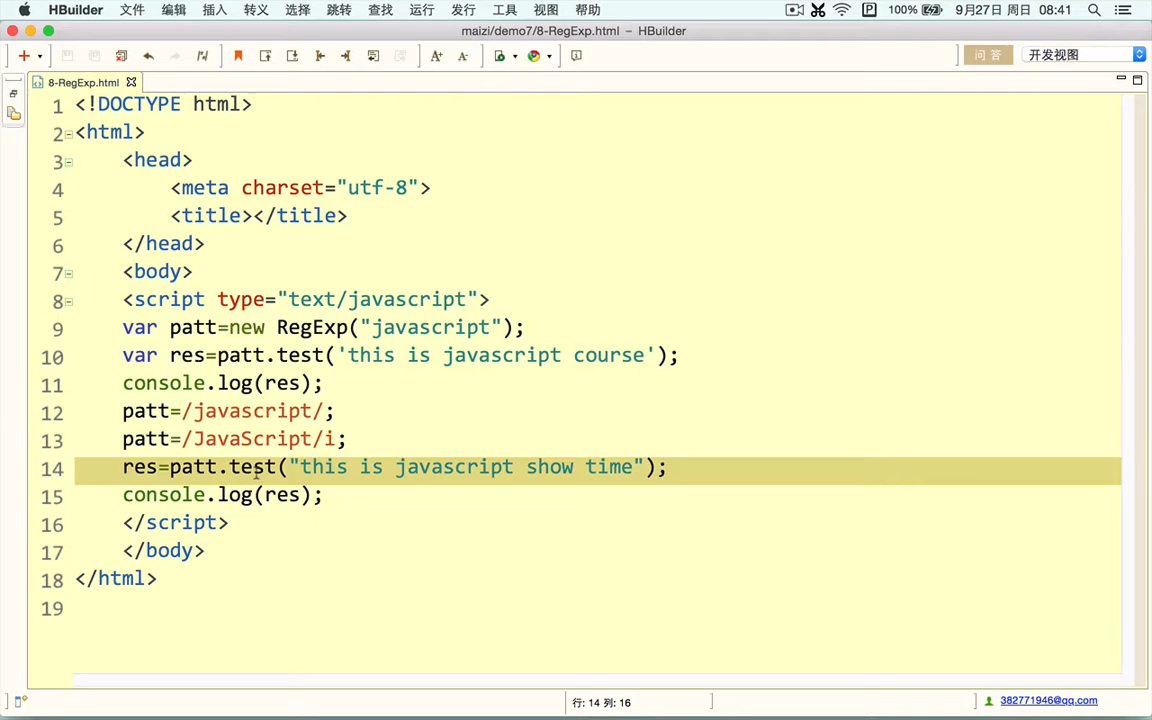 HBuilder 文件 编辑 插入 转义 选择 跳转 查找 运行 发行 工具 视图 帮助 100% 9月27日 周日 08:41
maizi/demo7/8-RegExp.html – HBuilder
问答 开发视图
8-RegExp.html
1 <!DOCTYPE html>
2 <html>
3 <head>
4 <meta charset="utf-8">
5 <title></title>
6 </head>
7 <body>
8 <script type="text/javascript">
9 var patt=new RegExp("javascript");
10 var res=patt.test('this is javascript course');
11 console.log(res);
12 patt=/javascript/;
13 patt=/JavaScript/i;
14 res=patt.test("this is javascript show time");
15 console.log(res);
16 </script>
17 </body>
18 </html>
19
行: 14 列: 16 382771946@qq.com